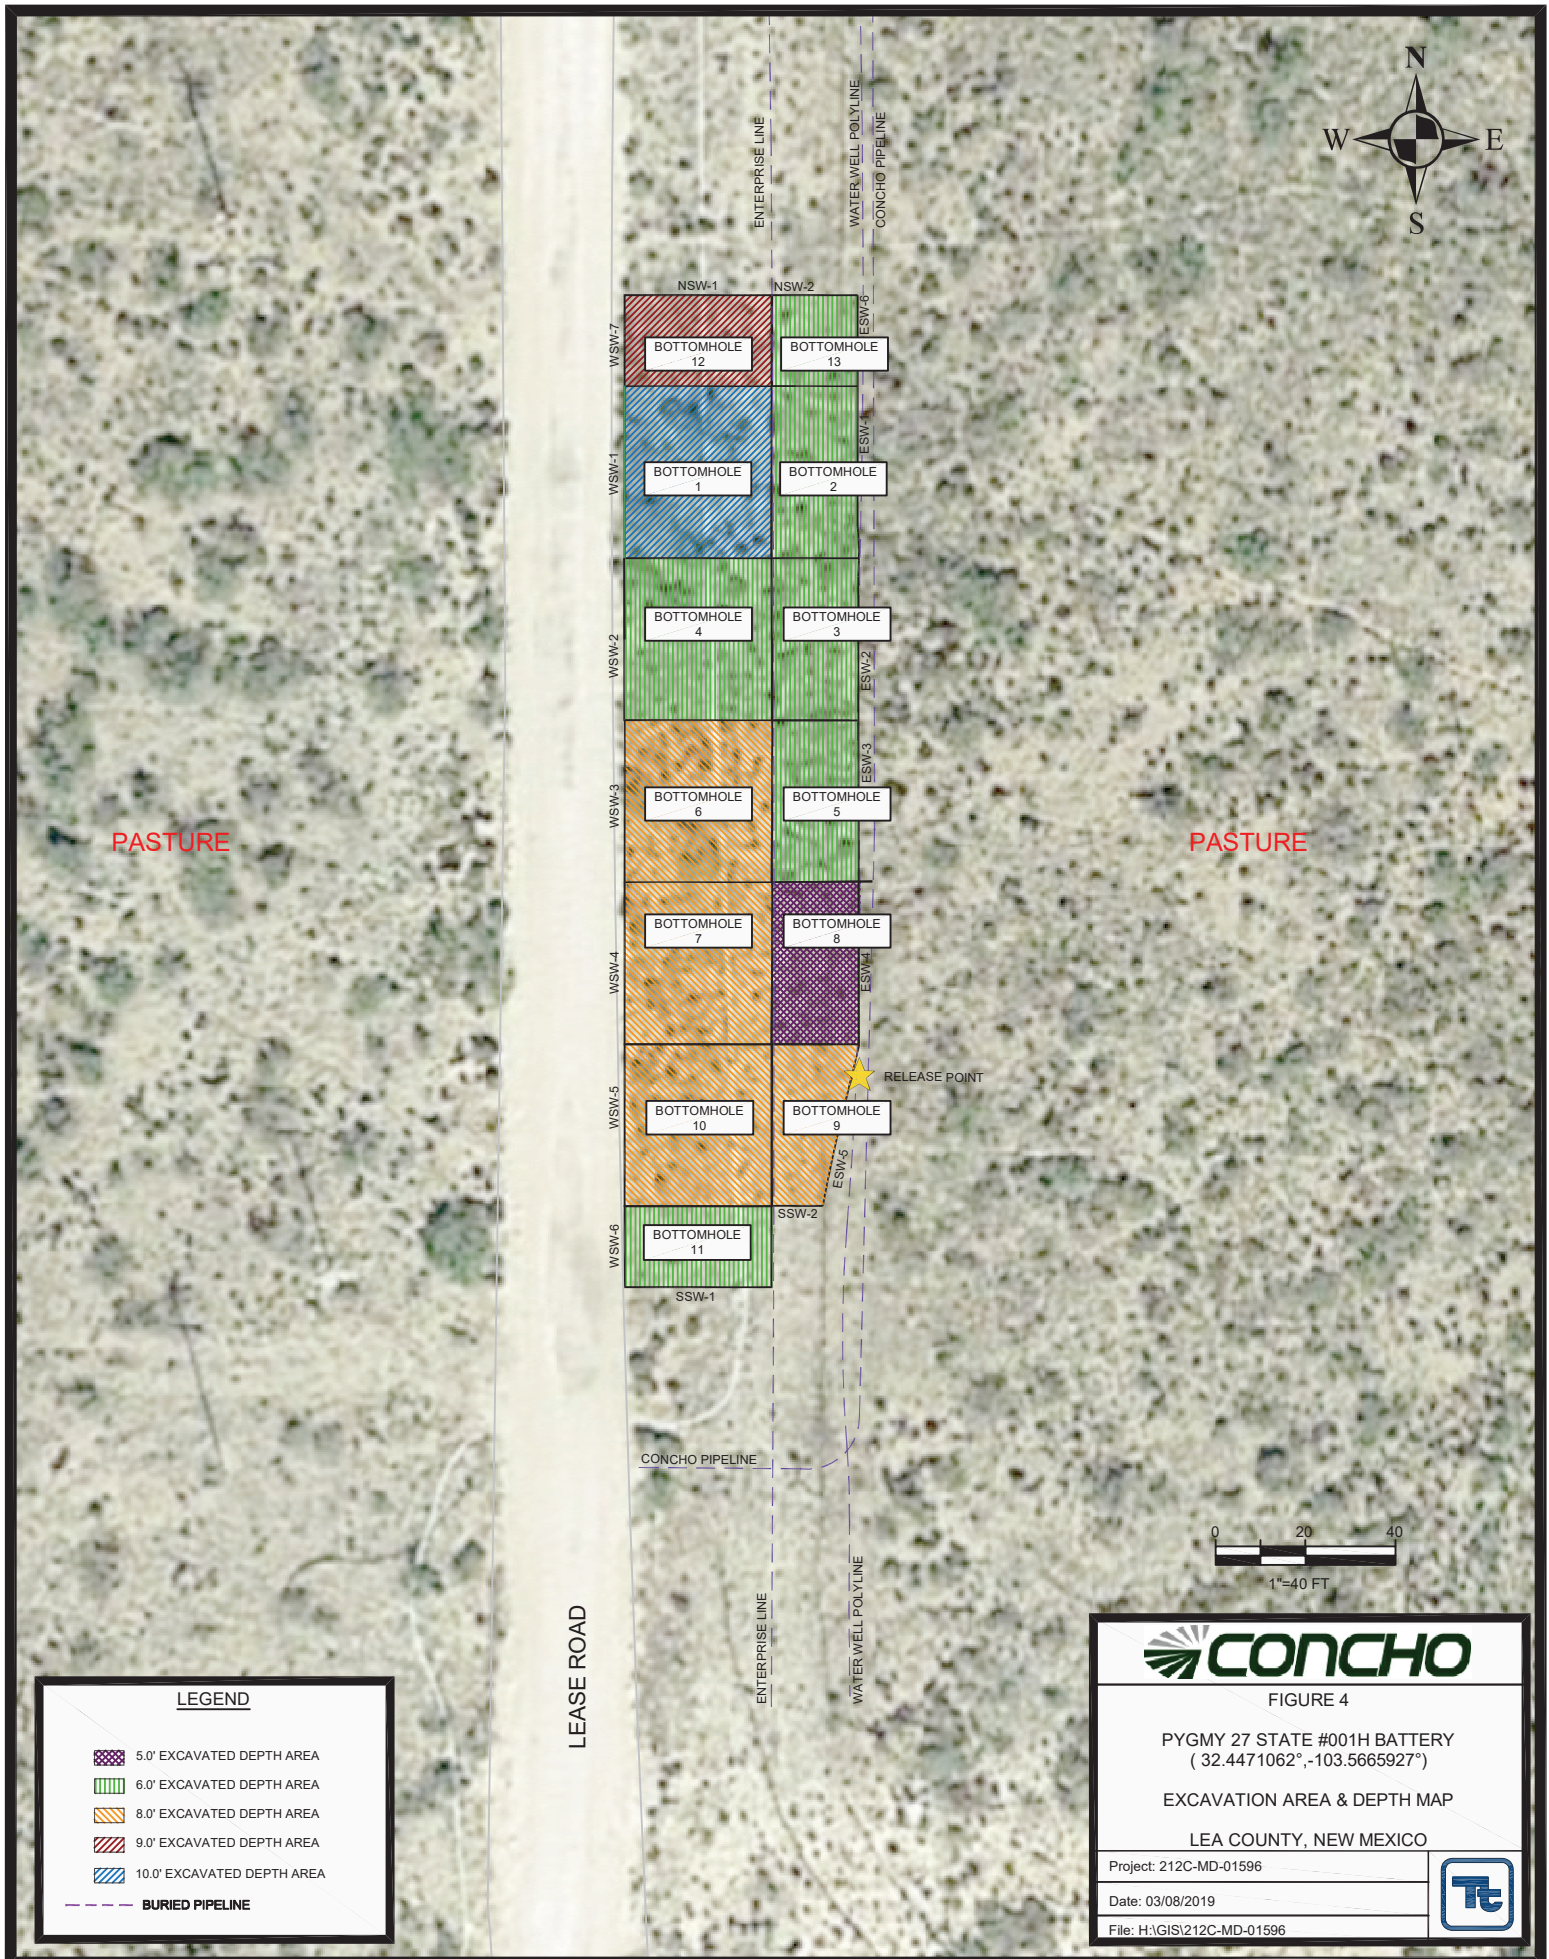 N
W E
S
ENTERPRISE LINE
WATER WELL POLYLINE
CONCHO PIPELINE
NSW-1
NSW-2
WSW-7
BOTTOMHOLE
12
BOTTOMHOLE
13
ESW-6
WSW-1
BOTTOMHOLE
1
BOTTOMHOLE
2
ESW-1
WSW-2
BOTTOMHOLE
4
BOTTOMHOLE
3
ESW-2
WSW-3
BOTTOMHOLE
6
BOTTOMHOLE
5
ESW-3
PASTURE
PASTURE
WSW-4
BOTTOMHOLE
7
BOTTOMHOLE
8
ESW-4
RELEASE POINT
WSW-5
BOTTOMHOLE
10
BOTTOMHOLE
9
ESW-5
SSW-2
WSW-6
BOTTOMHOLE
11
SSW-1
CONCHO PIPELINE
ENTERPRISE LINE
WATER WELL POLYLINE
LEASE ROAD
0 20 40
1"=40 FT
LEGEND
5.0' EXCAVATED DEPTH AREA
6.0' EXCAVATED DEPTH AREA
8.0' EXCAVATED DEPTH AREA
9.0' EXCAVATED DEPTH AREA
10.0' EXCAVATED DEPTH AREA
BURIED PIPELINE
CONCHO
FIGURE 4
PYGMY 27 STATE #001H BATTERY
( 32.4471062°,-103.5665927°)
EXCAVATION AREA & DEPTH MAP
LEA COUNTY, NEW MEXICO
Project: 212C-MD-01596
Date: 03/08/2019
File: H:\GIS\212C-MD-01596
Tt